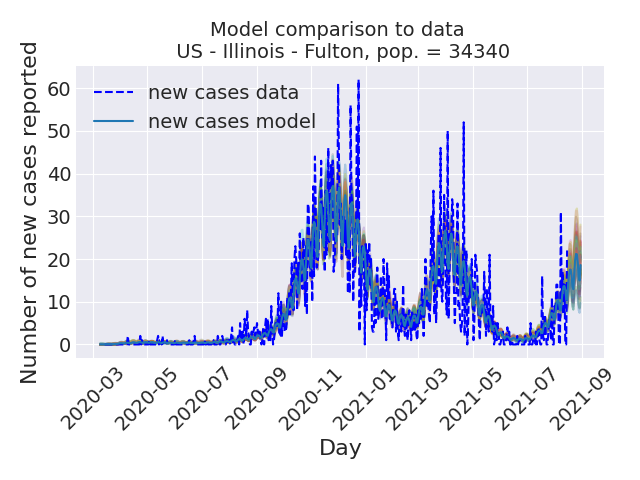 Model comparison to data
US - Illinois - Fulton, pop. = 34340
Number of new cases reported
60
50
40
30
20
10
0
new cases data
new cases model
2020-03
2020-05
2020-07
2020-09
2020-11
2021-01
2021-03
2021-05
2021-07
2021-09
Day